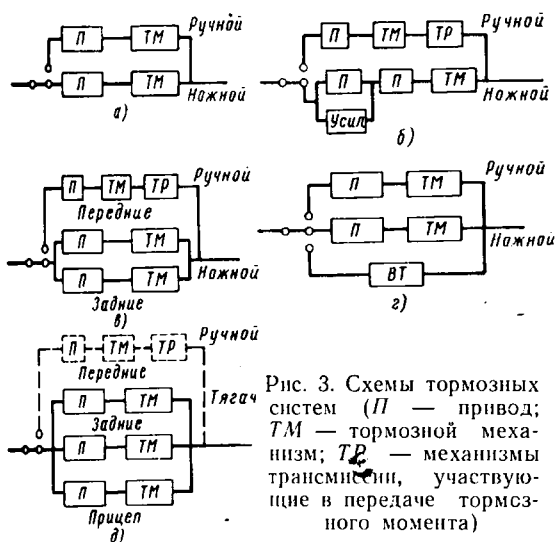 Ручной
П ТМ
П ТМ
Ножной
а)
Ручной
П ТМ ТР
П П ТМ
Усил
Ножной
б)
Ручной
П ТМ ТР
Передние
П ТМ
Ножной
П ТМ
Задние
в)
Ручной
П ТМ
П ТМ
Ножной
ВТ
г)
Ручной
П ТМ ТР
Передние
Тягач
П ТМ
Задние
П ТМ
П ТМ
Прицеп
д)
Рис. 3. Схемы тормозных
систем (П — привод;
ТМ — тормозной меха-
низм; ТР — механизмы
трансмиссии, участвую-
щие в передаче тормоз-
ного момента)